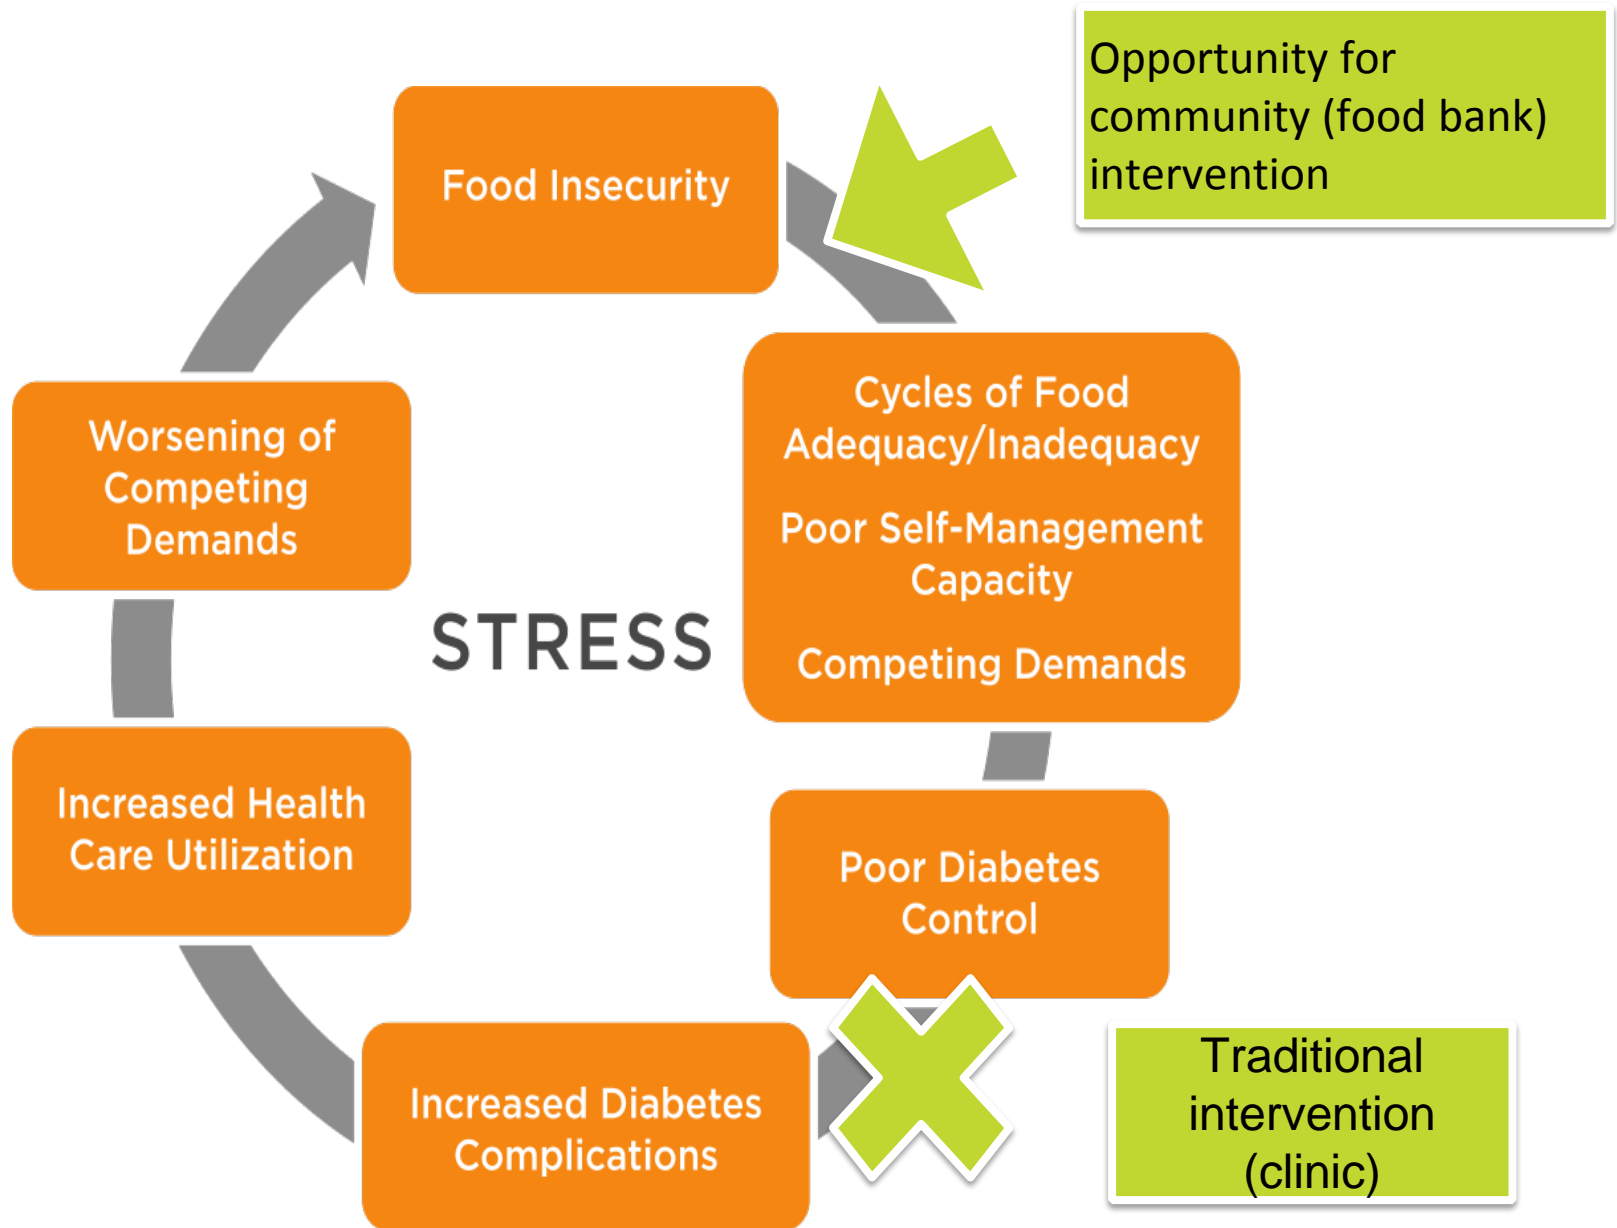 Opportunity for
community (food bank)
intervention
Food Insecurity
Cycles of Food
Adequacy/Inadequacy
Poor Self-Management
Capacity
Competing Demands
Worsening of
Competing
Demands
STRESS
Increased Health
Care Utilization
Poor Diabetes
Control
Increased Diabetes
Complications
Traditional
intervention
(clinic)